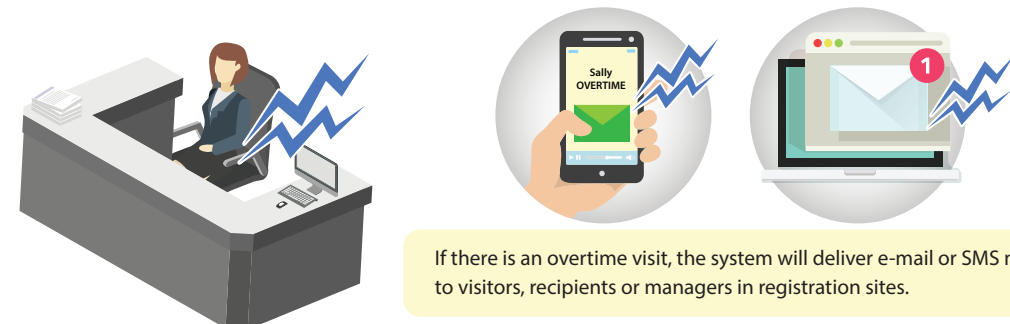 Sally
OVERTIME
1
If there is an overtime visit, the system will deliver e-mail or SMS
to visitors, recipients or managers in registration sites.